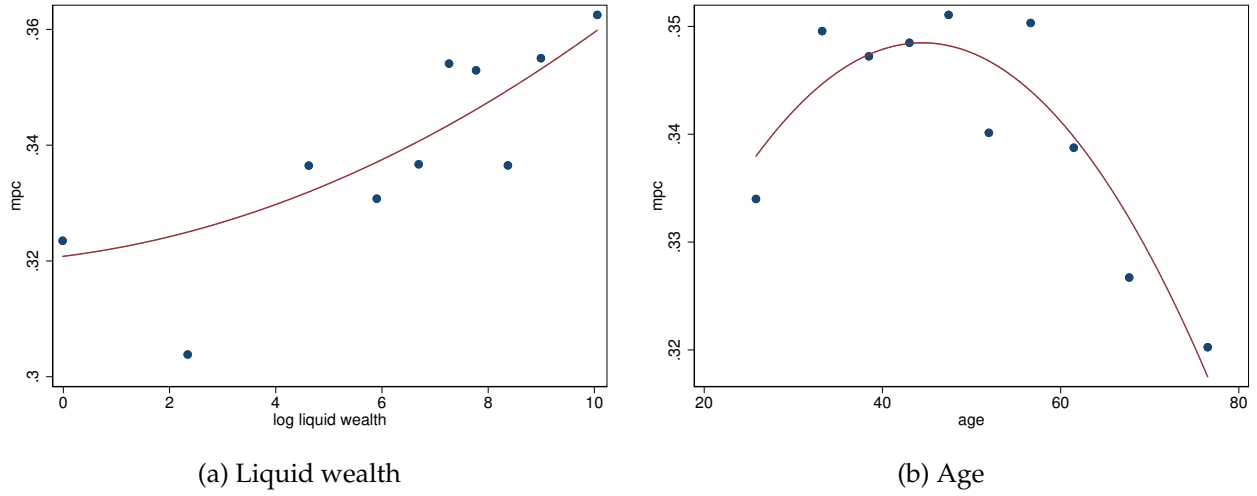 mpc
.36
.34
.32
.3
0 2 4 6 8 10
log liquid wealth
(a) Liquid wealth
mpc
.35
.34
.33
.32
20 40 60 80
age
(b) Age